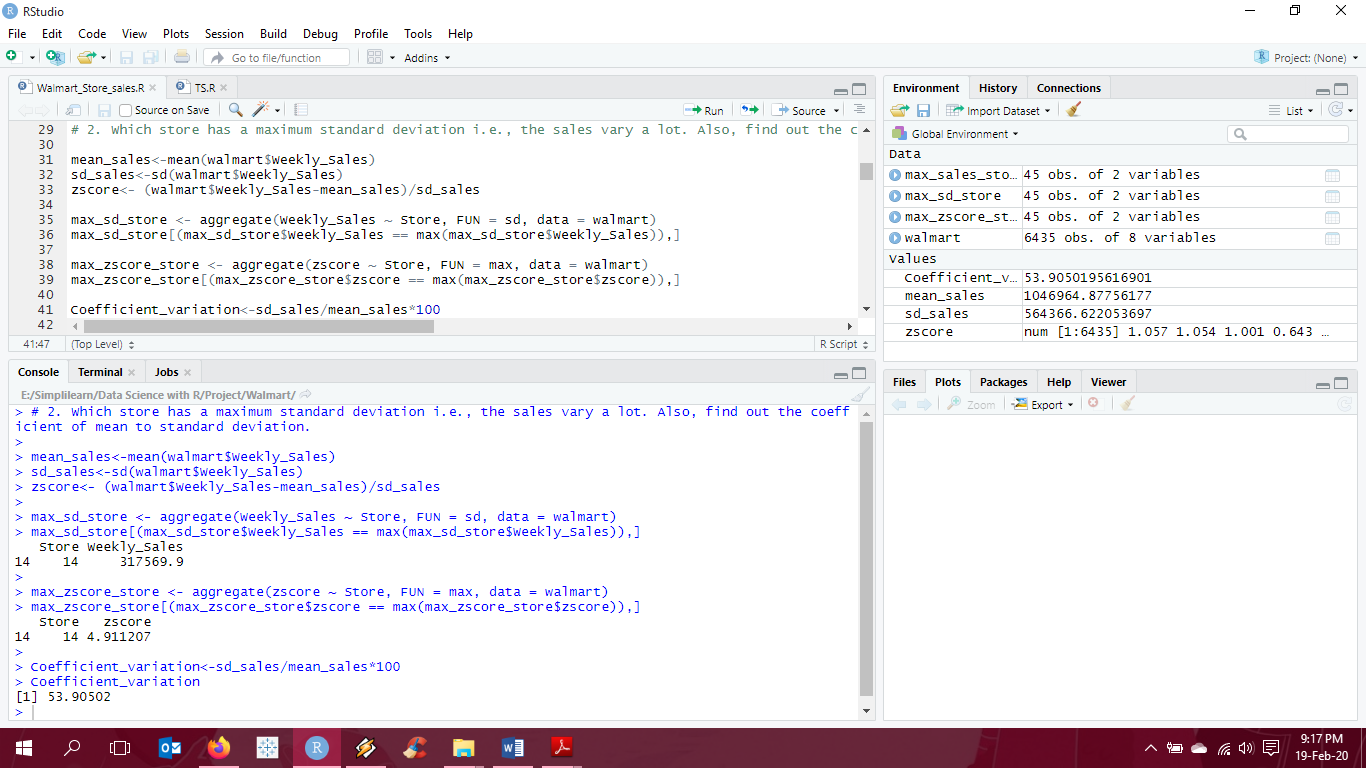 RStudio
File Edit Code View Plots Session Build Debug Profile Tools Help
Go to file/function Addins Project: (None)
Walmart_Store_sales.R TS.R
Source on Save Run Source
29 # 2. Which store has a maximum standard deviation i.e., the sales vary a lot. Also, find out the c
30
31 mean_sales<-mean(walmart$Weekly_Sales)
32 sd_sales<-sd(walmart$Weekly_Sales)
33 zscore<- (walmart$Weekly_Sales-mean_sales)/sd_sales
34
35 max_sd_store <- aggregate(Weekly_Sales ~ Store, FUN = sd, data = walmart)
36 max_sd_store[(max_sd_store$Weekly_Sales == max(max_sd_store$Weekly_Sales)),]
37
38 max_zscore_store <- aggregate(zscore ~ Store, FUN = max, data = walmart)
39 max_zscore_store[(max_zscore_store$zscore == max(max_zscore_store$zscore)),]
40
41 Coefficient_variation<-sd_sales/mean_sales*100
42
41:47 (Top Level) R Script
Console Terminal Jobs
E:/Simplilearn/Data Science with R/Project/Walmart/
> # 2. Which store has a maximum standard deviation i.e., the sales vary a lot. Also, find out the coeff
icient of mean to standard deviation.
>
> mean_sales<-mean(walmart$Weekly_Sales)
> sd_sales<-sd(walmart$Weekly_Sales)
> zscore<- (walmart$Weekly_Sales-mean_sales)/sd_sales
>
> max_sd_store <- aggregate(Weekly_Sales ~ Store, FUN = sd, data = walmart)
> max_sd_store[(max_sd_store$Weekly_Sales == max(max_sd_store$Weekly_Sales)),]
Store Weekly_Sales
14 14 317569.9
>
> max_zscore_store <- aggregate(zscore ~ Store, FUN = max, data = walmart)
> max_zscore_store[(max_zscore_store$zscore == max(max_zscore_store$zscore)),]
Store zscore
14 14 4.911207
>
> Coefficient_variation<-sd_sales/mean_sales*100
> Coefficient_variation
[1] 53.90502
>
Environment History Connections
Import Dataset List
Global Environment
Data
max_sales_sto… 45 obs. of 2 variables
max_sd_store 45 obs. of 2 variables
max_zscore_st… 45 obs. of 2 variables
walmart 6435 obs. of 8 variables
Values
Coefficient_v… 53.9050195616901
mean_sales 1046964.87756177
sd_sales 564366.622053697
zscore num [1:6435] 1.057 1.054 1.001 0.643 …
Files Plots Packages Help Viewer
Zoom Export
9:17 PM
19-Feb-20